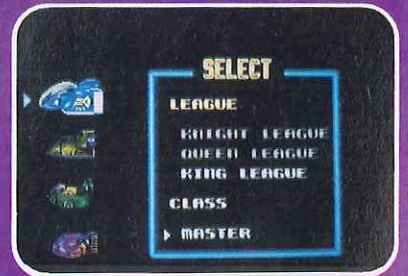 SELECT
LEAGUE
KNIGHT LEAGUE
QUEEN LEAGUE
KING LEAGUE
CLASS
MASTER